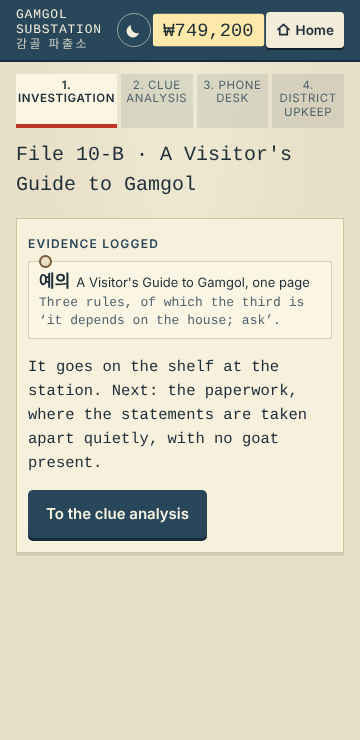 GAMGOL
SUBSTATION
감골 파출소
₩749,200
Home
1.
INVESTIGATION
2. CLUE
ANALYSIS
3. PHONE
DESK
4.
DISTRICT
UPKEEP
File 10-B · A Visitor's
Guide to Gamgol
EVIDENCE LOGGED
예의 A Visitor's Guide to Gamgol, one page
Three rules, of which the third is
‘it depends on the house; ask’.
It goes on the shelf at the
station. Next: the paperwork,
where the statements are taken
apart quietly, with no goat
present.
To the clue analysis